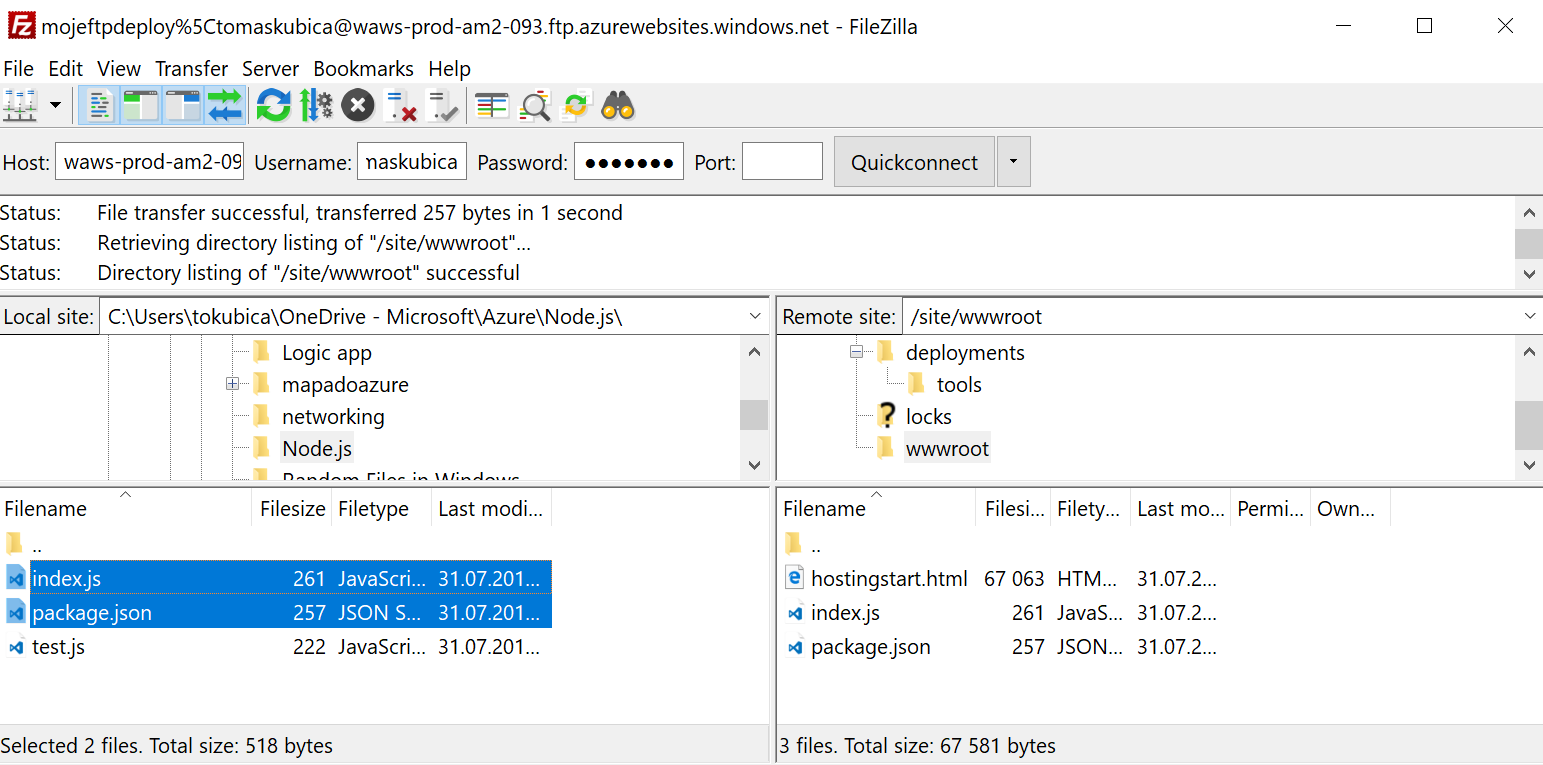 mojeftpdeploy%5Ctomaskubica@waws-prod-am2-093.ftp.azurewebsites.windows.net - FileZilla
File Edit View Transfer Server Bookmarks Help
Host: waws-prod-am2-09 Username: naskubica Password: ●●●●●●● Port: Quickconnect
Status: File transfer successful, transferred 257 bytes in 1 second
Status: Retrieving directory listing of "/site/wwwroot"...
Status: Directory listing of "/site/wwwroot" successful
Local site: C:\Users\tokubica\OneDrive - Microsoft\Azure\Node.js\
Logic app
mapadoazure
networking
Node.js
Random Files in Windows
Remote site: /site/wwwroot
deployments
tools
locks
wwwroot
Filename Filesize Filetype Last modi...
..
index.js 261 JavaScri... 31.07.201...
package.json 257 JSON S... 31.07.201...
test.js 222 JavaScri... 31.07.201...
Selected 2 files. Total size: 518 bytes
Filename Filesi... Filety... Last mo... Permi... Own...
..
hostingstart.html 67 063 HTM... 31.07.2...
index.js 261 JavaS... 31.07.2...
package.json 257 JSON... 31.07.2...
3 files. Total size: 67 581 bytes